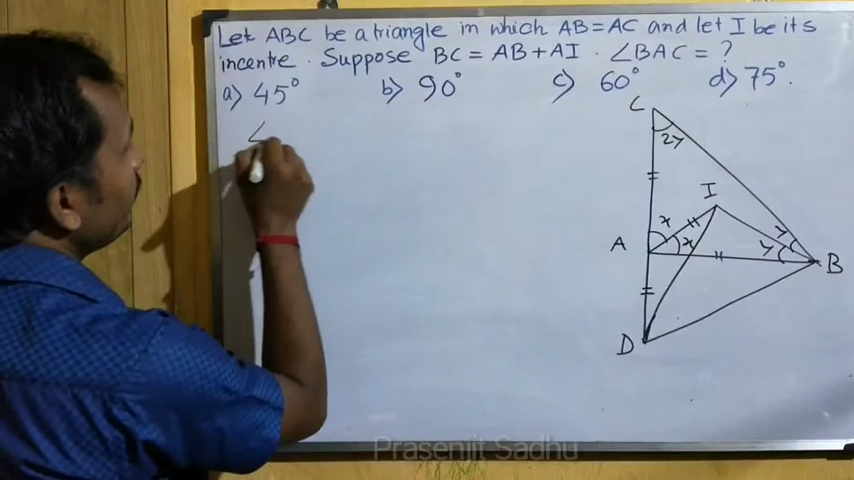 Let ABC be a triangle in which AB = AC and let I be its
incentre. Suppose BC = AB + AI. ∠BAC = ?
a) 45° b) 90° c) 60° d) 75°.
∠
C
2y
I
x
x
A
y
y
B
D
Prasenjit Sadhu